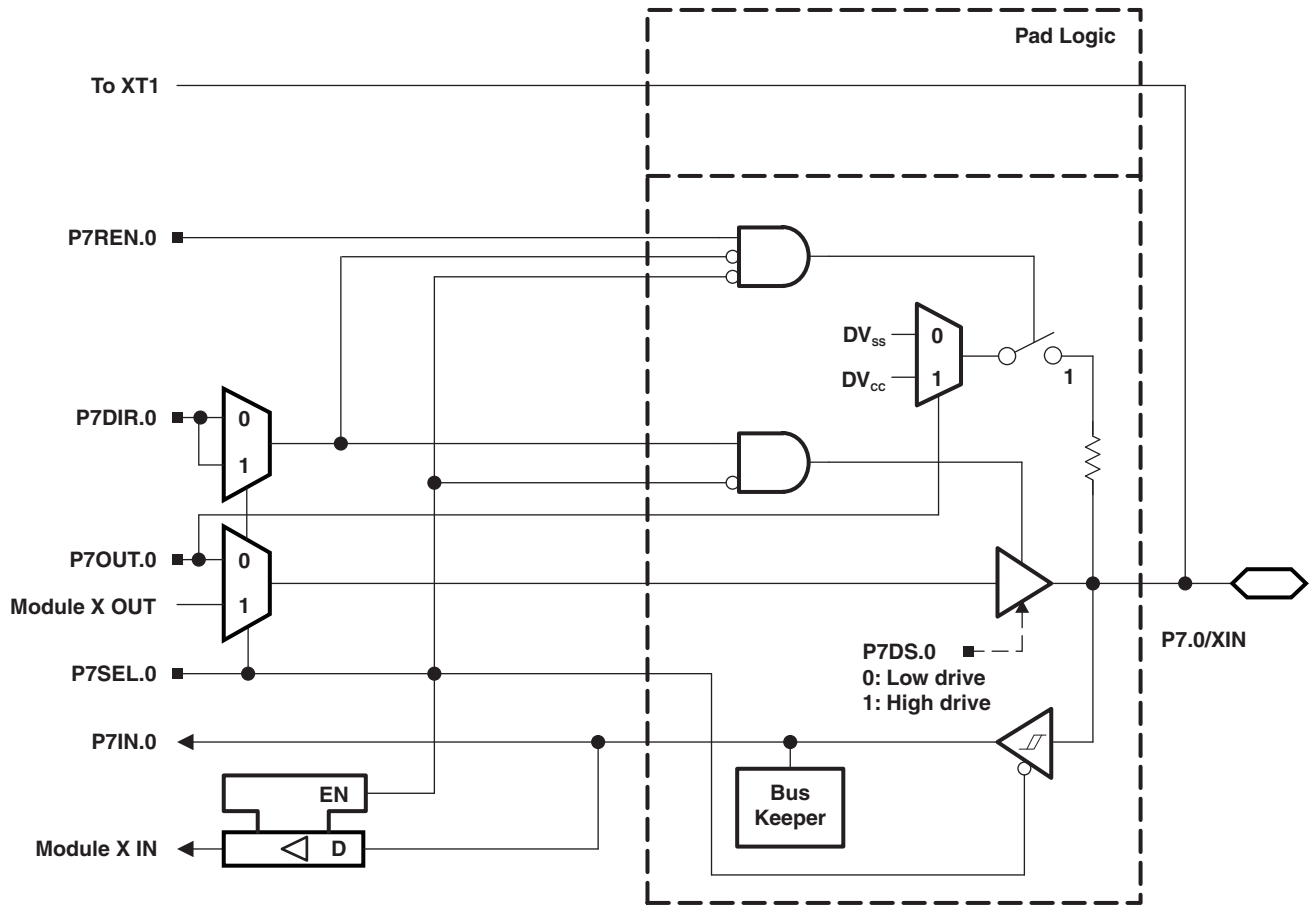 Pad Logic
To XT1
P7REN.0
DVSS
0
DVCC
1
1
P7DIR.0
0
1
P7OUT.0
0
Module X OUT
1
P7DS.0
0: Low drive
1: High drive
P7.0/XIN
P7SEL.0
P7IN.0
EN
Bus
Keeper
D
Module X IN